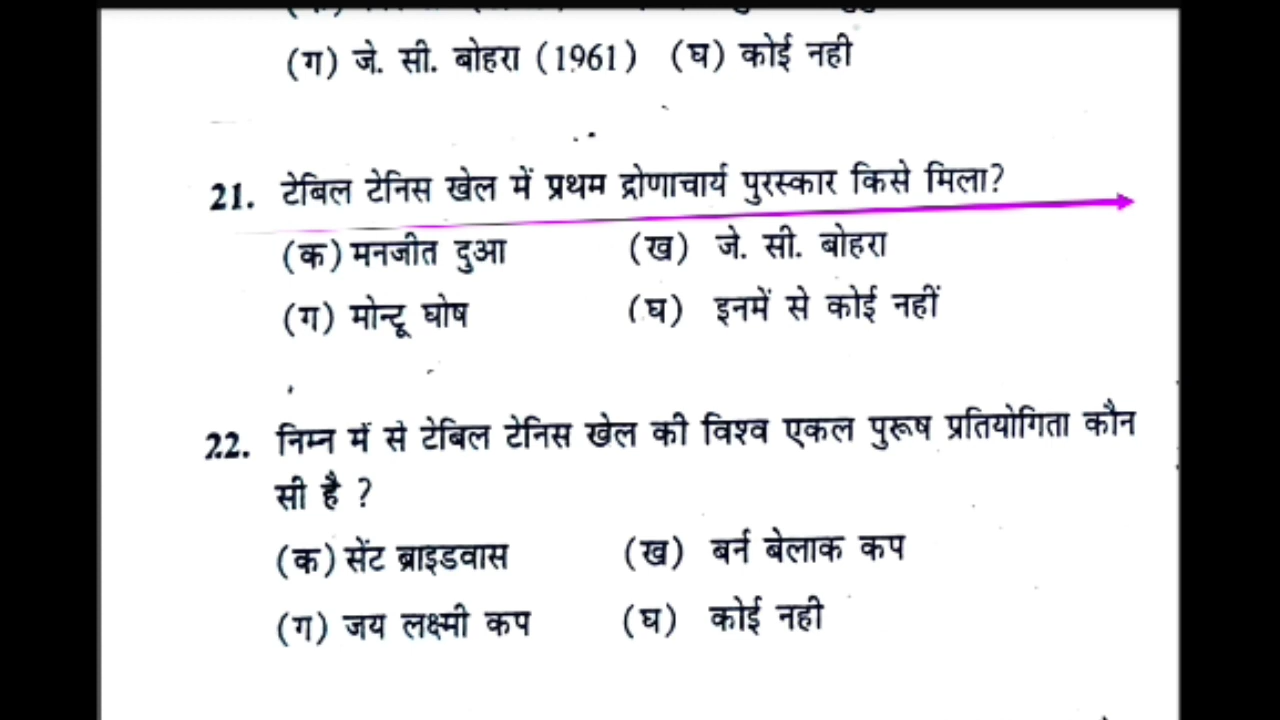 (ग) जे. सी. बोहरा (1961) (घ) कोई नही
21. टेबिल टेनिस खेल में प्रथम द्रोणाचार्य पुरस्कार किसे मिला?
(क) मनजीत दुआ (ख) जे. सी. बोहरा
(ग) मोन्टू घोष (घ) इनमें से कोई नहीं
22. निम्न में से टेबिल टेनिस खेल की विश्व एकल पुरूष प्रतियोगिता कौन
सी है ?
(क) सेंट ब्राइडवास (ख) बर्न बेलाक कप
(ग) जय लक्ष्मी कप (घ) कोई नही